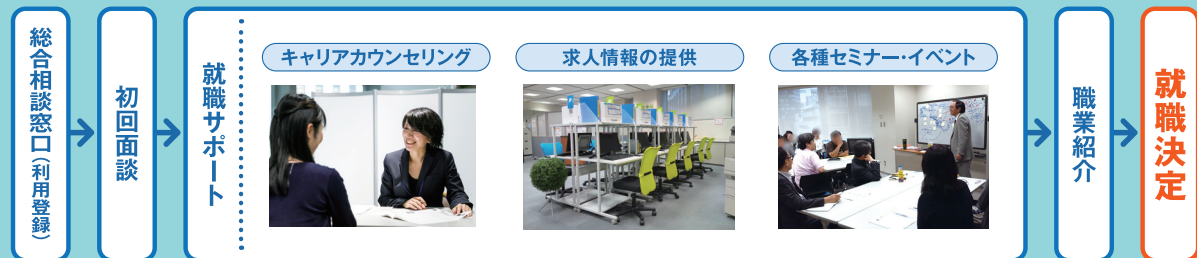 総合相談窓口(利用登録)
初回面談
就職サポート
キャリアカウンセリング
求人情報の提供
各種セミナー・イベント
職業紹介
就職決定